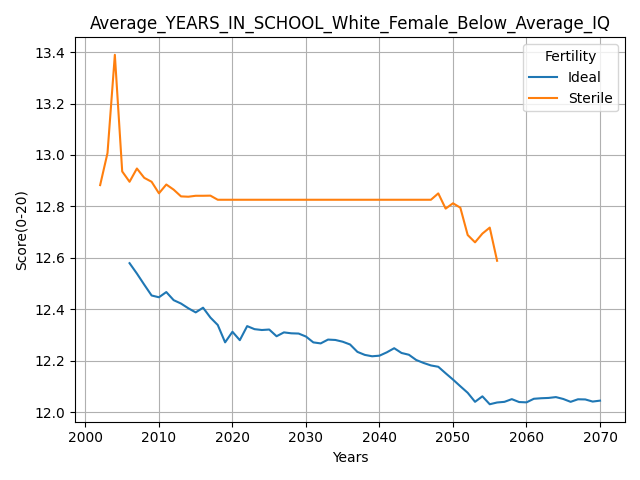 Average_YEARS_IN_SCHOOL_White_Female_Below_Average_IQ
Fertility
Ideal
Sterile
Score(0-20)
13.4
13.2
13.0
12.8
12.6
12.4
12.2
12.0
2000 2010 2020 2030 2040 2050 2060 2070
Years